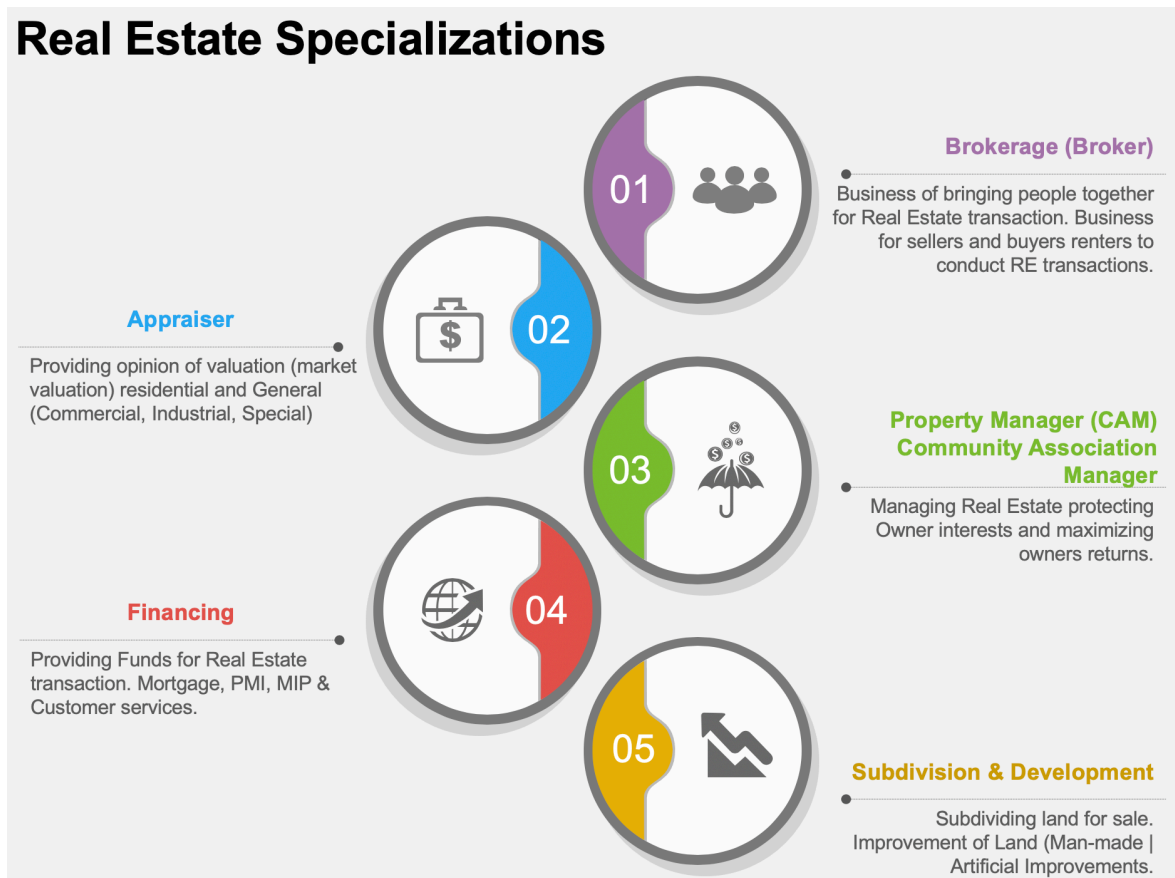 Real Estate Specializations
01
Brokerage (Broker)
Business of bringing people together
for Real Estate transaction. Business
for sellers and buyers renters to
conduct RE transactions.
Appraiser
$
02
Providing opinion of valuation (market
valuation) residential and General
(Commercial, Industrial, Special)
03
$
$
$
$
$
Property Manager (CAM)
Community Association
Manager
Managing Real Estate protecting
Owner interests and maximizing
owners returns.
Financing
04
Providing Funds for Real Estate
transaction. Mortgage, PMI, MIP &
Customer services.
05
Subdivision & Development
Subdividing land for sale.
Improvement of Land (Man-made |
Artificial Improvements.